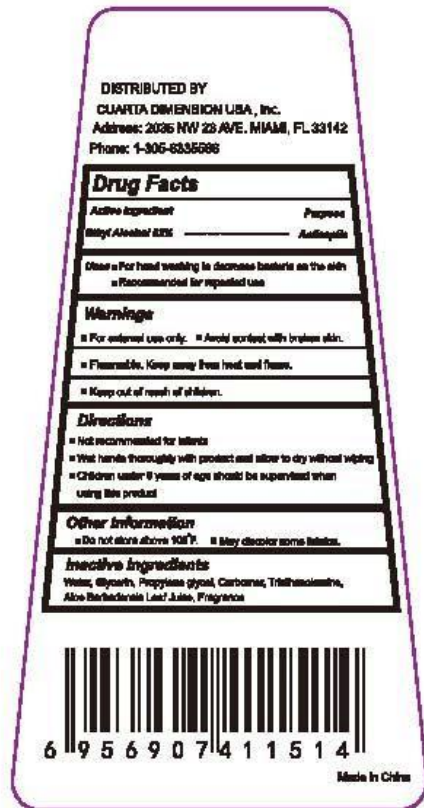 DISTRIBUTED BY
CUARTA DIMENSION USA, Inc.
Address: 2035 NW 23 AVE. MIAMI, FL 33142
Phone: 1-305-6335566
Drug Facts
Active Ingredient Purpose
Ethyl Alcohol Antiseptic
Uses ▪ For hand washing to decrease bacteria on the skin
▪ Recommended for repeated use
Warnings
▪ For external use only. ▪ Avoid contact with broken skin.
▪ Flammable. Keep away from heat and flame.
▪ Keep out of reach of children.
Directions
▪ Not recommended for infants
▪ Wet hands thoroughly with product and allow to dry without wiping
▪ Children under 6 years of age should be supervised when
using this product
Other Information
▪ Do not store above ▪ May discolor some fabrics.
Inactive Ingredients
Water, Glycerin, Propylene glycol, Carbomer, Triethanolamine,
Aloe Barbadensis Leaf Juice, Fragrance
6 956907 411514
Made in China